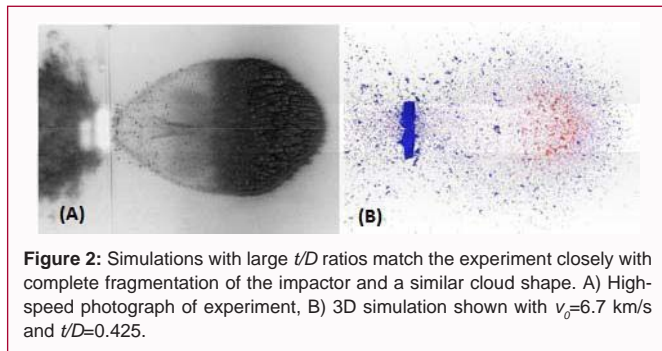 (A)
(B)
Figure 2: Simulations with large t/D ratios match the experiment closely with
complete fragmentation of the impactor and a similar cloud shape. A) High-
speed photograph of experiment, B) 3D simulation shown with v₀=6.7 km/s
and t/D=0.425.